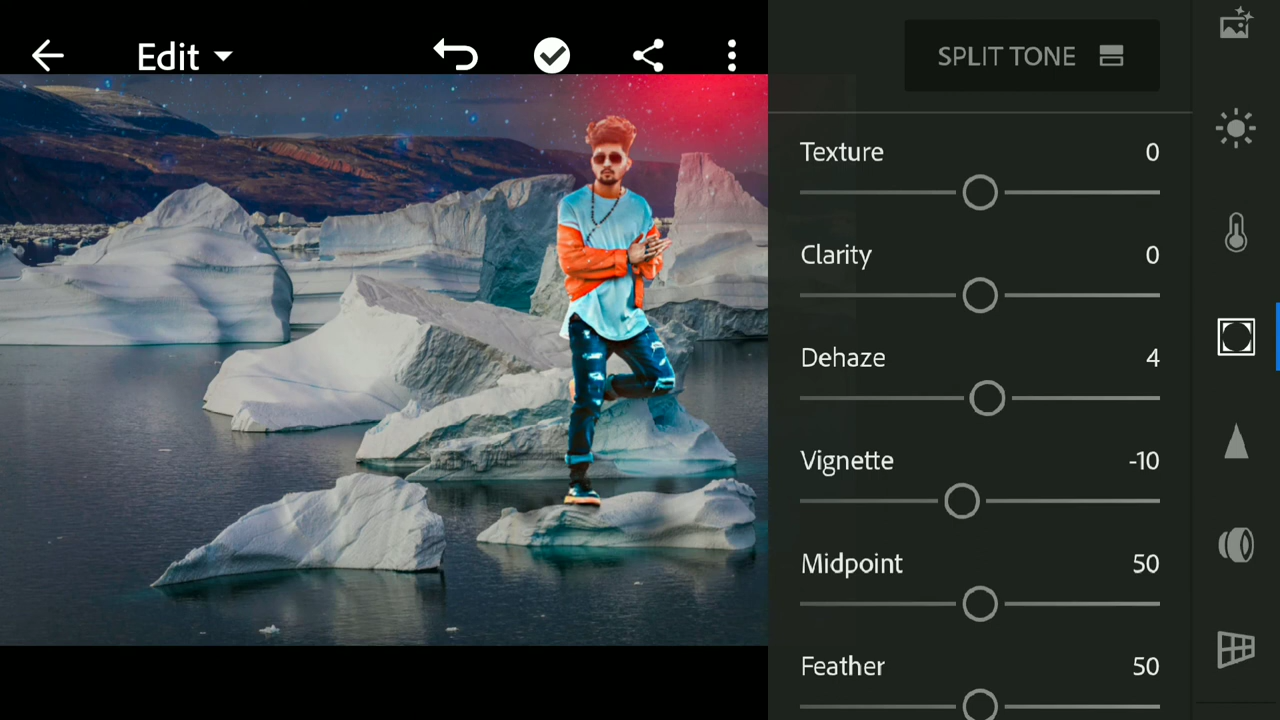 Edit
SPLIT TONE
Texture 0
Clarity 0
Dehaze 4
Vignette -10
Midpoint 50
Feather 50